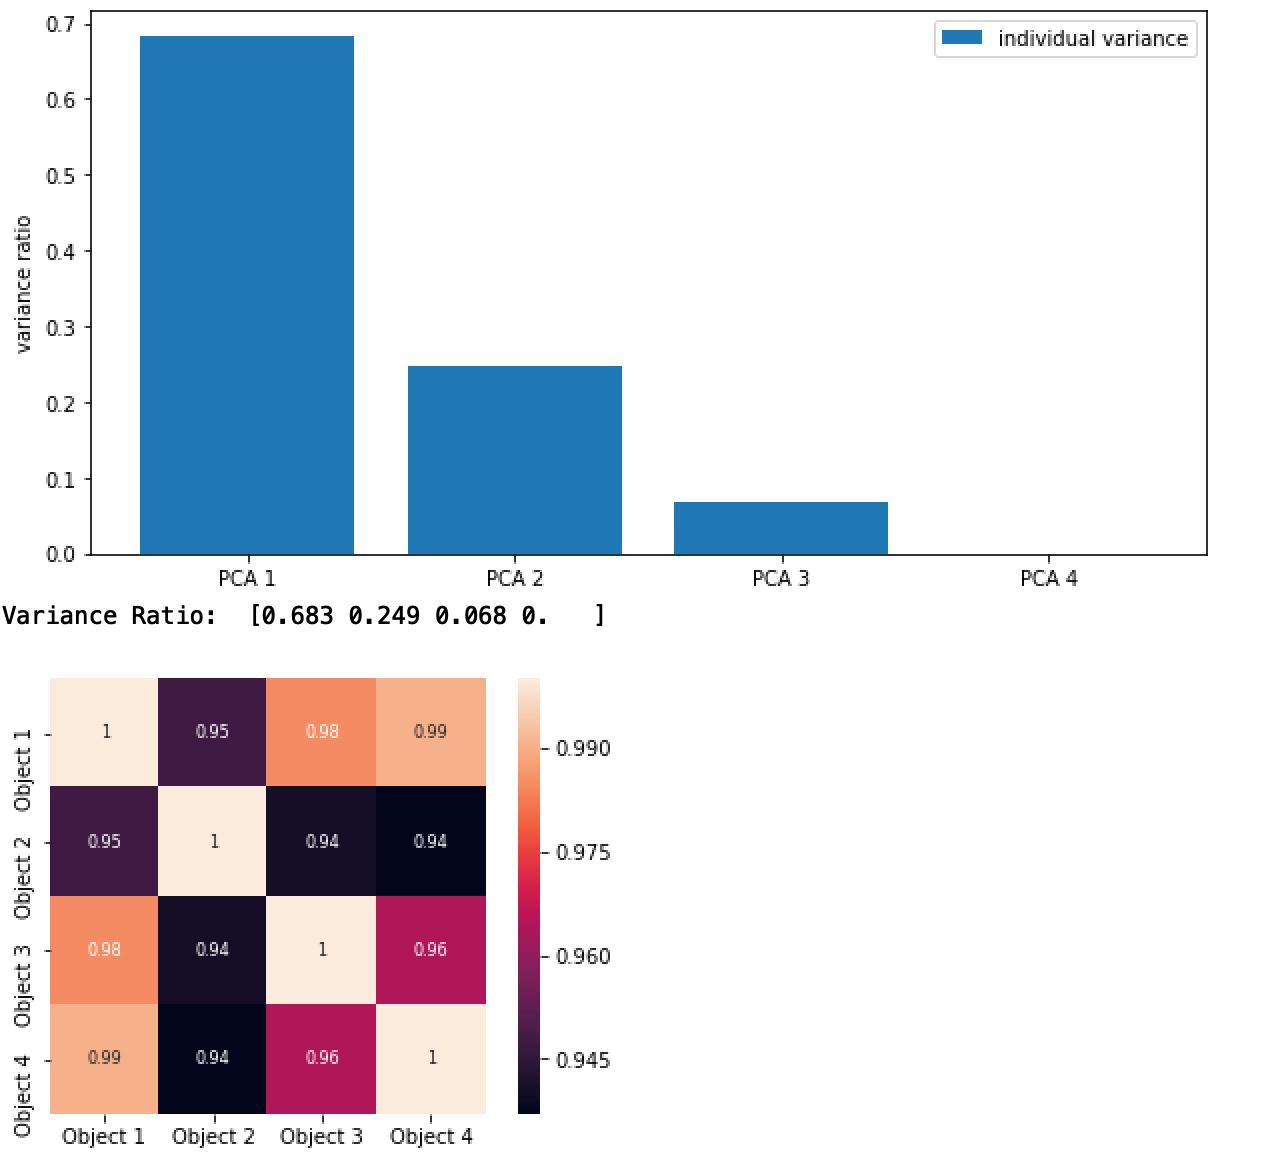 0.7
individual variance
0.6
0.5
0.4
variance ratio
0.3
0.2
0.1
0.0
PCA 1 PCA 2 PCA 3 PCA 4
Variance Ratio: [0.683 0.249 0.068 0. ]
Object 1 1 0.95 0.98 0.99
0.990
Object 2 0.95 1 0.94 0.94
0.975
Object 3 0.98 0.94 1 0.96
0.960
Object 4 0.99 0.94 0.96 1
0.945
Object 1 Object 2 Object 3 Object 4